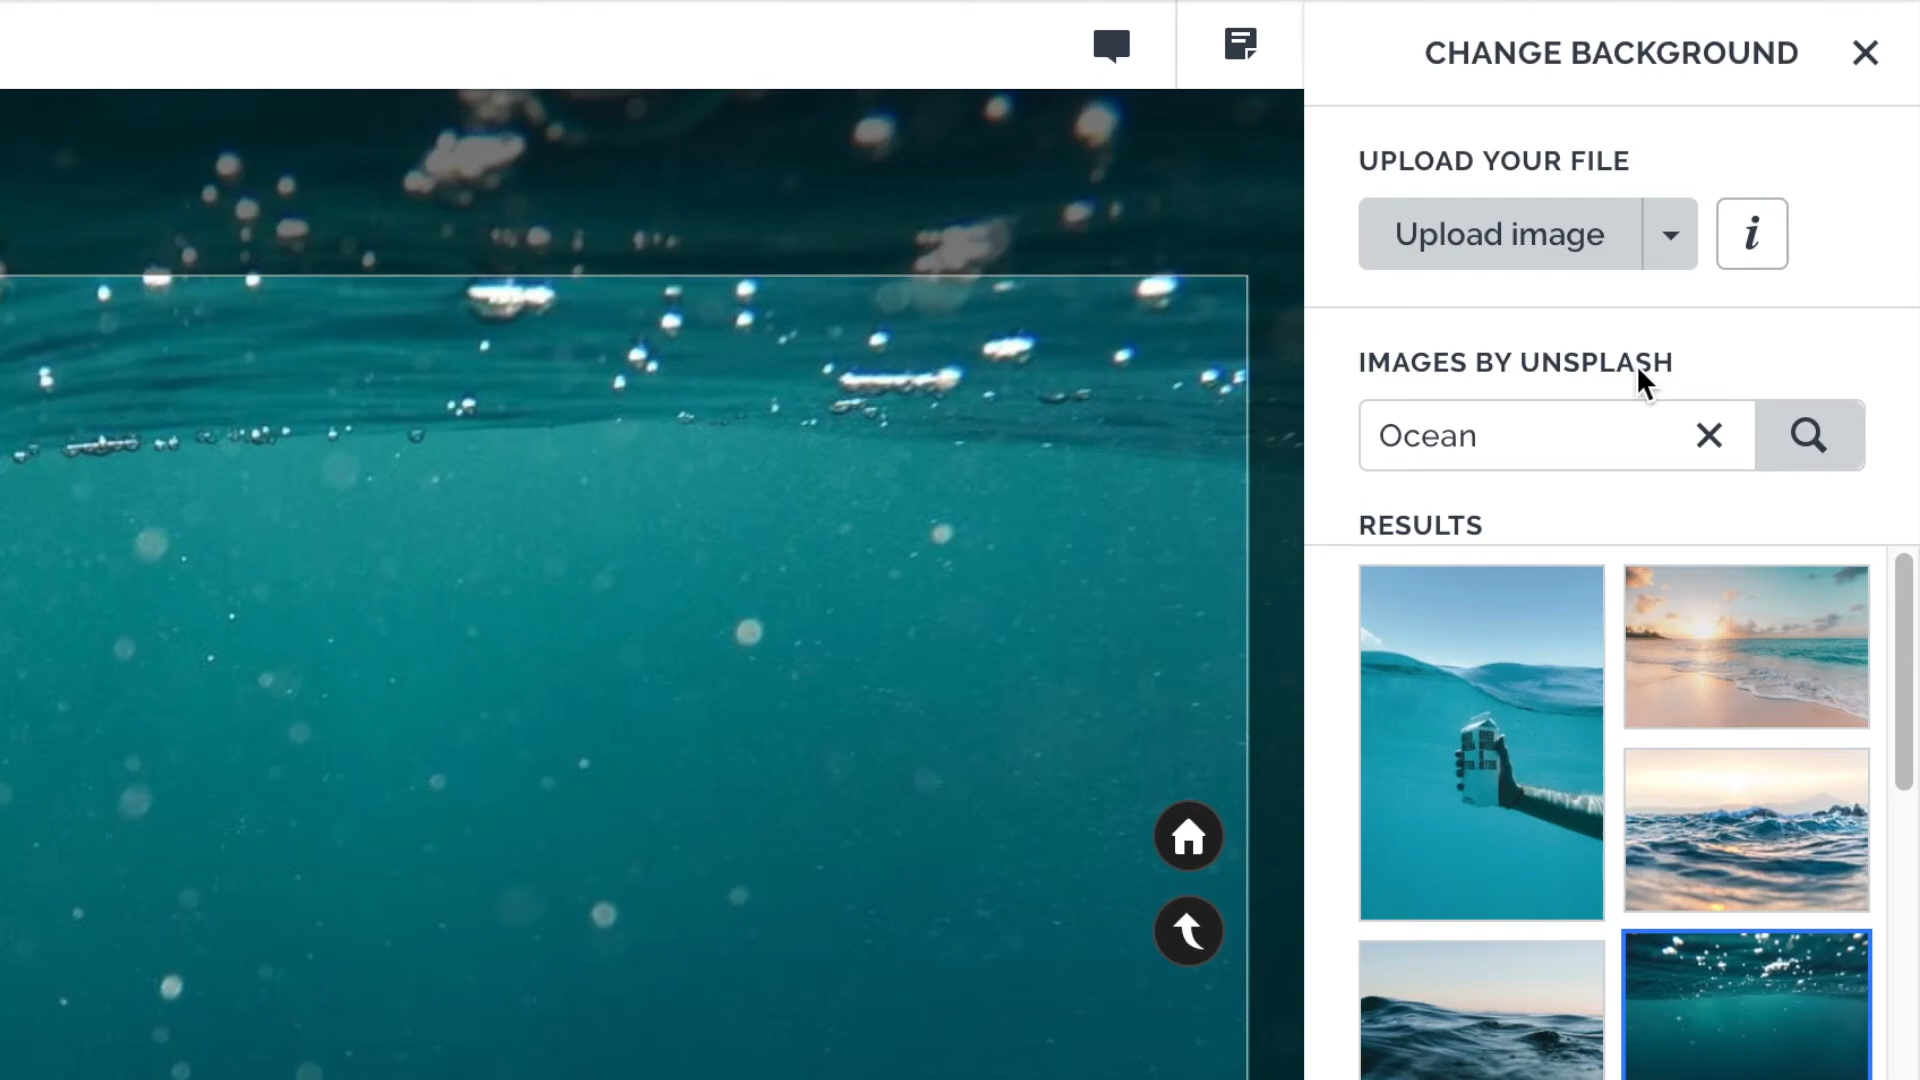 CHANGE BACKGROUND
UPLOAD YOUR FILE
Upload image
i
IMAGES BY UNSPLASH
Ocean
RESULTS